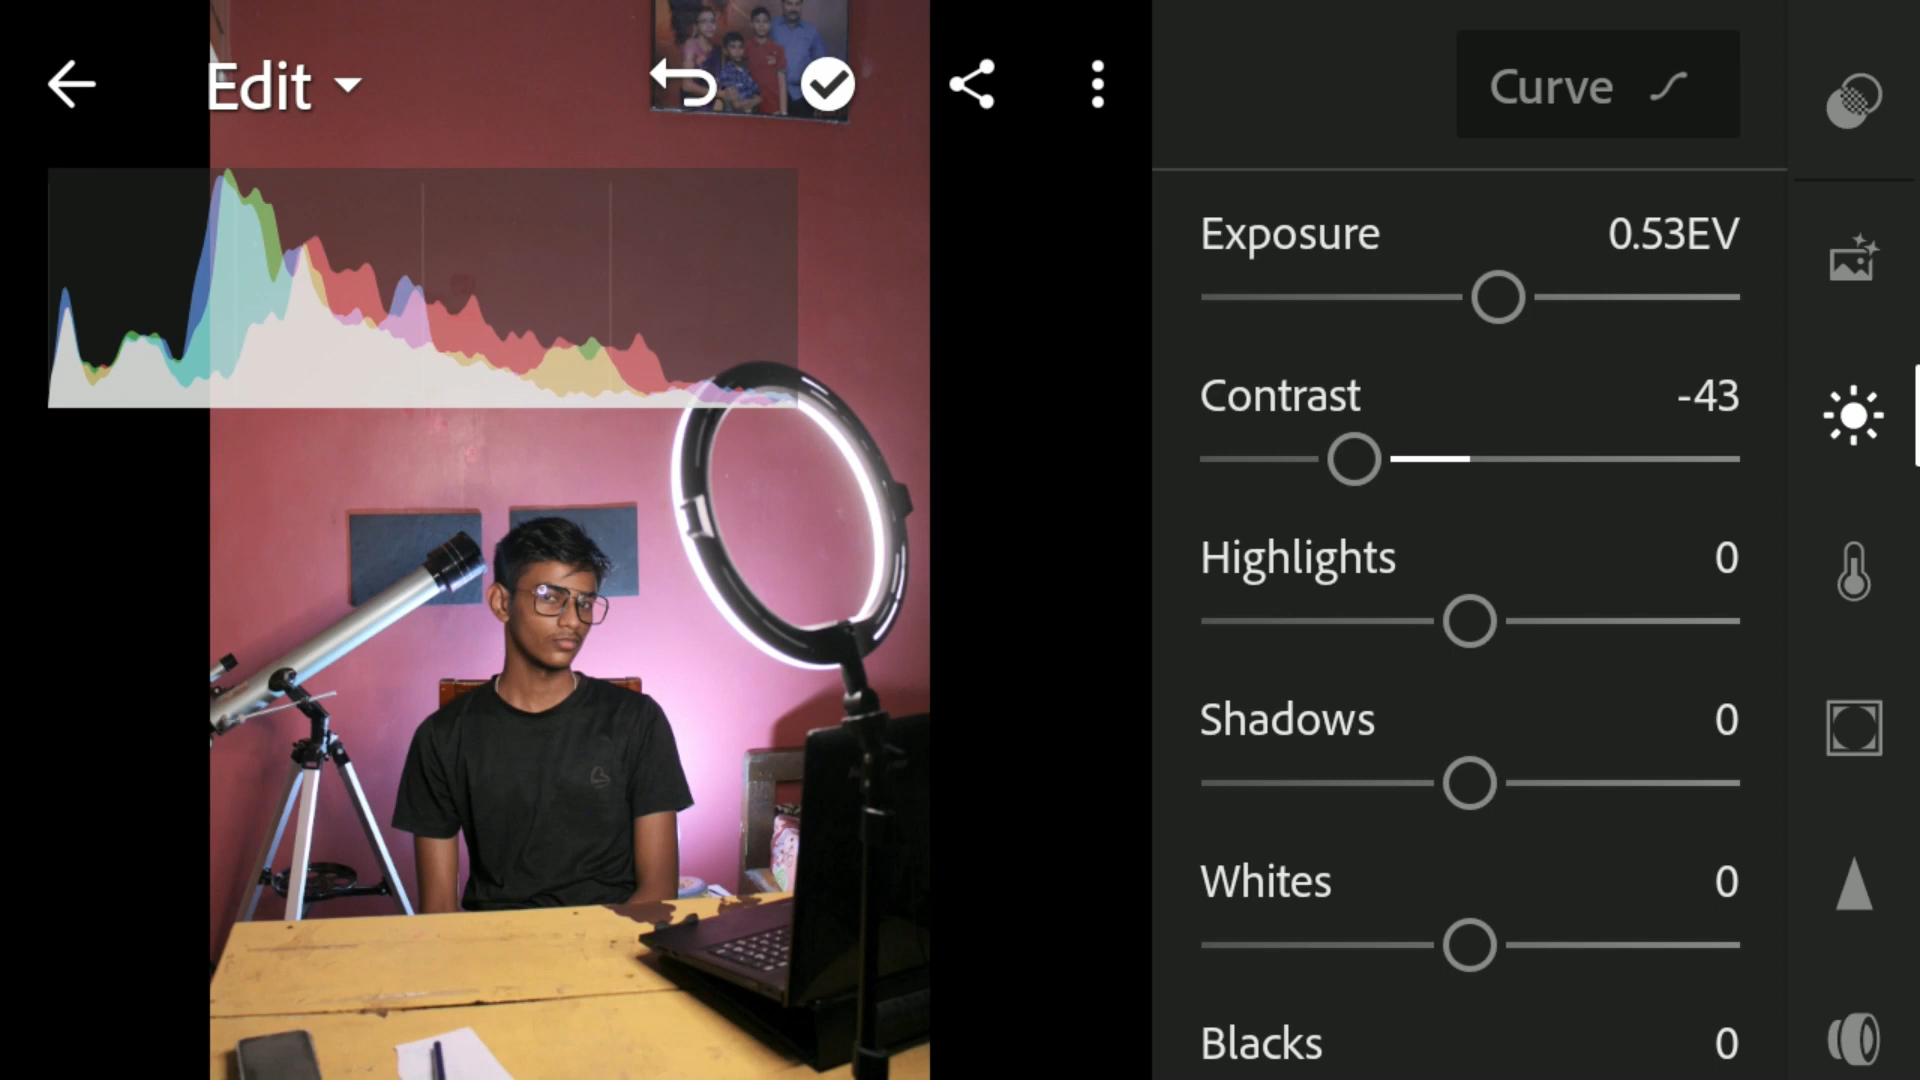 Edit
Curve
Exposure 0.53EV
Contrast -43
Highlights 0
Shadows 0
Whites 0
Blacks 0